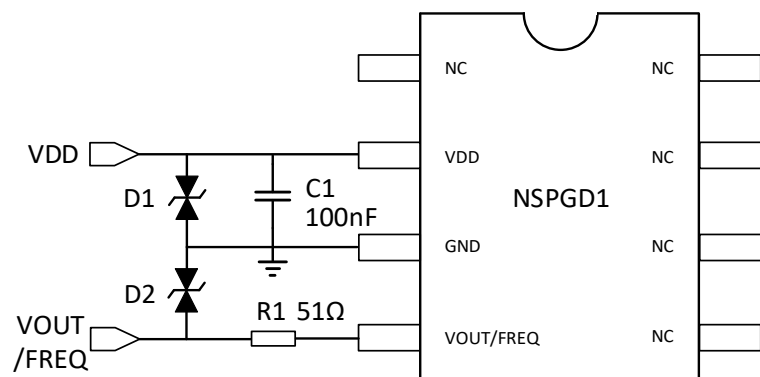 NC
NC
VDD
VDD
NC
D1
C1
100nF
NSPGD1
GND
NC
D2
R1 51Ω
VOUT
/FREQ
VOUT/FREQ
NC